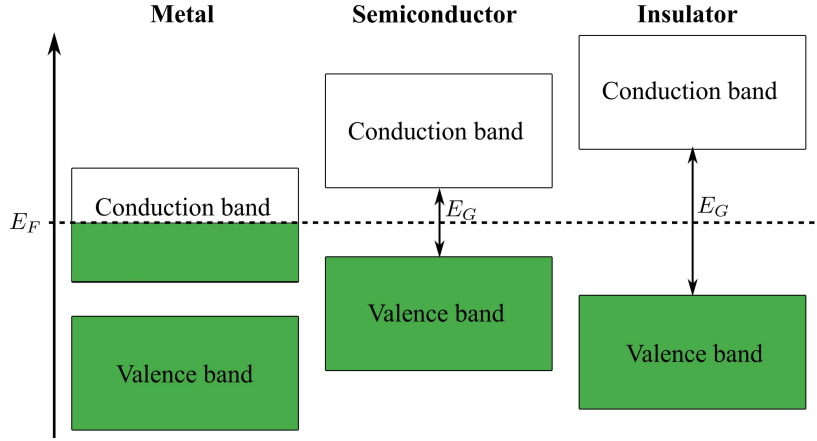 Metal
Semiconductor
Insulator
Conduction band
Conduction band
Conduction band
E_F
E_G
E_G
Valence band
Valence band
Valence band